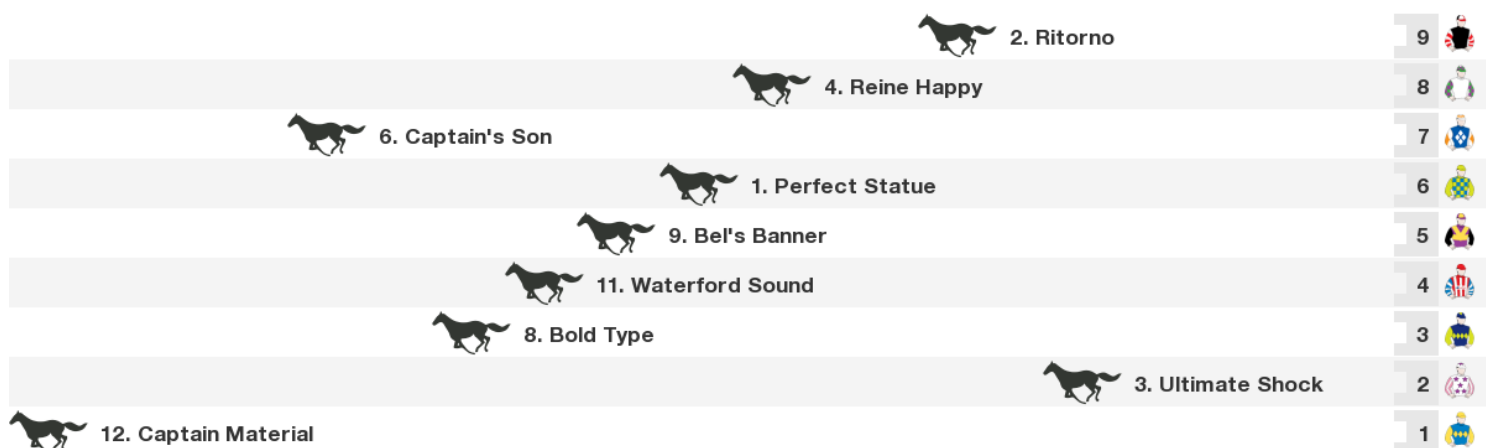 2. Ritorno 9
4. Reine Happy 8
6. Captain's Son 7
1. Perfect Statue 6
9. Bel's Banner 5
11. Waterford Sound 4
8. Bold Type 3
3. Ultimate Shock 2
12. Captain Material 1